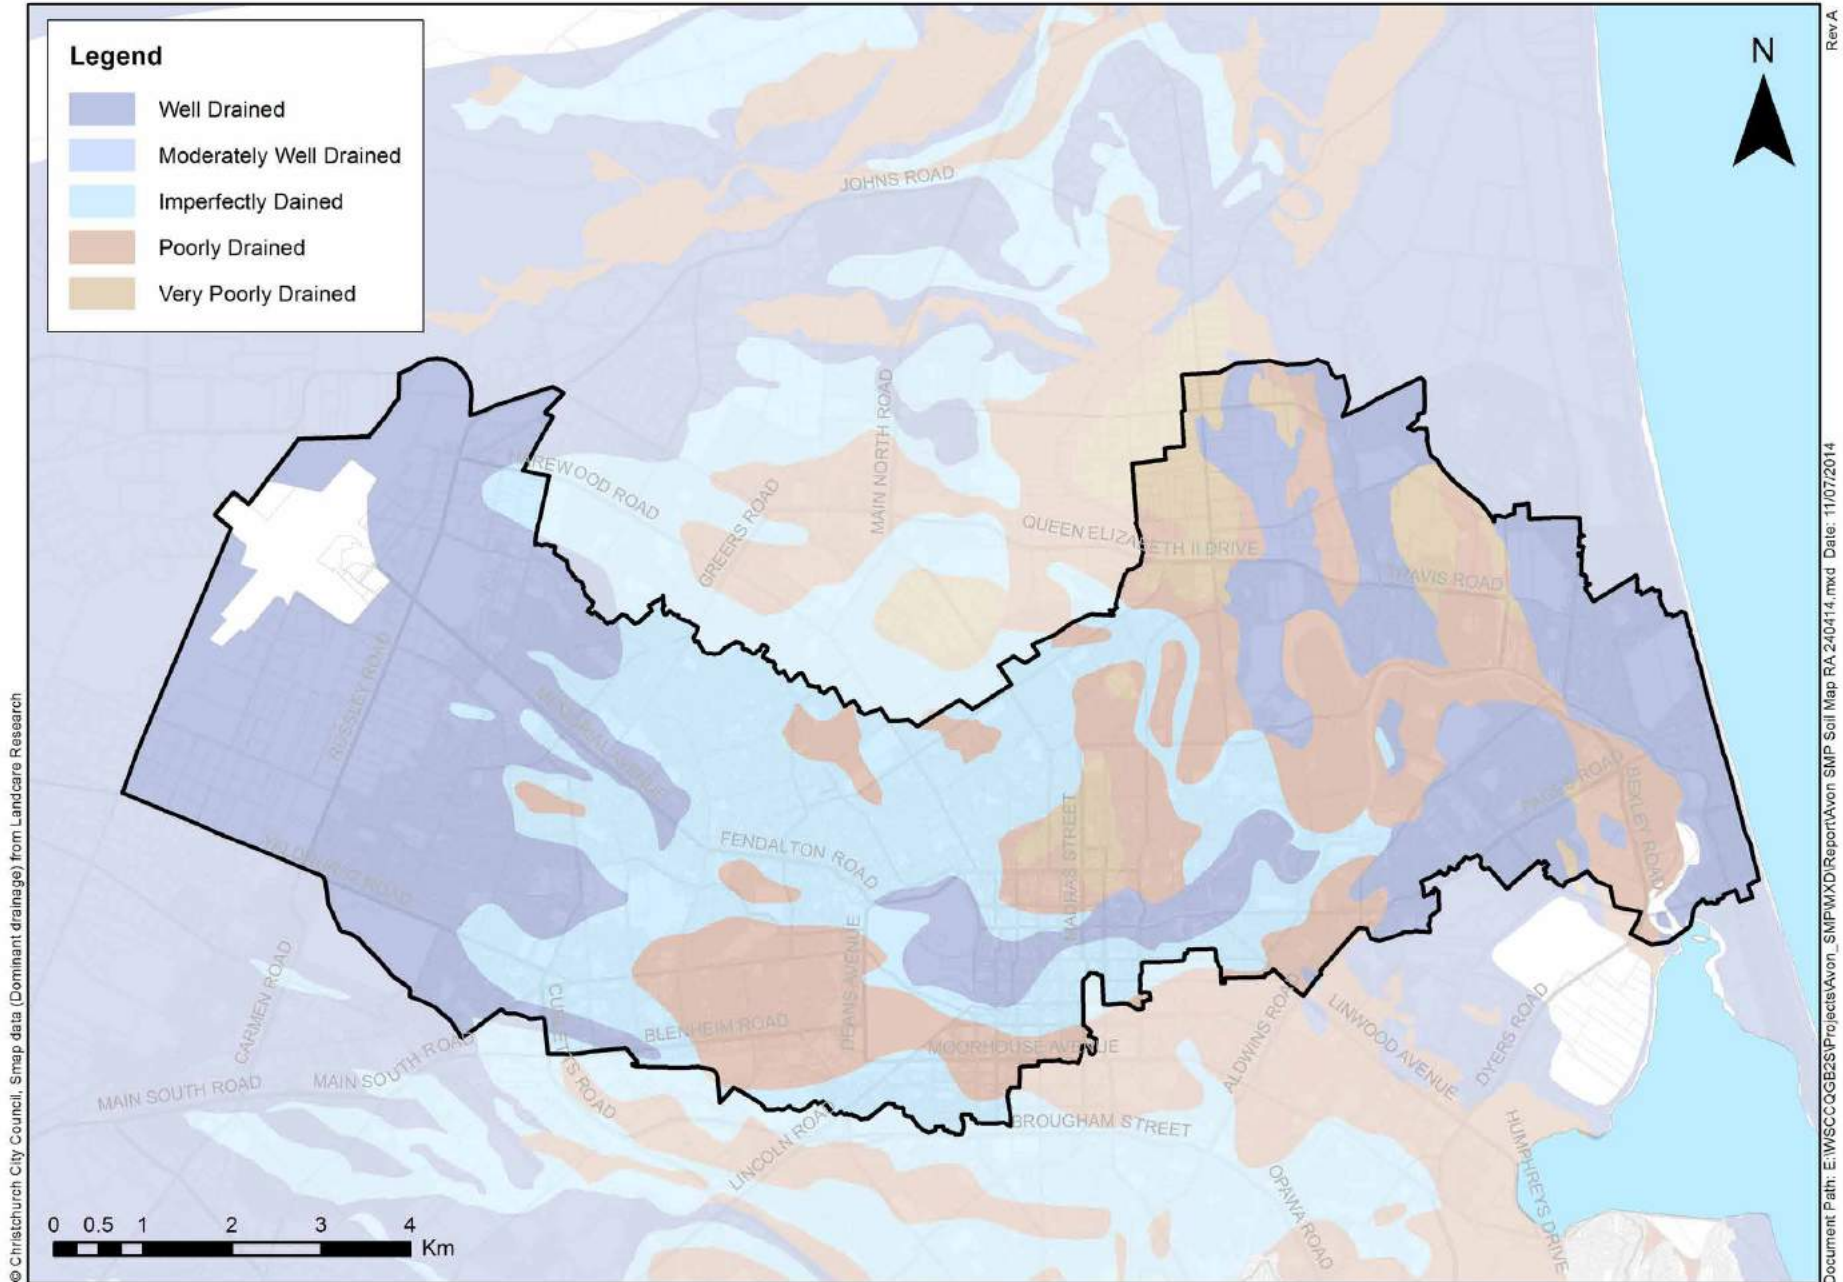 Legend
Well Drained
Moderately Well Drained
Imperfectly Dained
Poorly Drained
Very Poorly Drained
N
JOHNS ROAD
HAREWOOD ROAD
GREERS ROAD
MAIN NORTH ROAD
QUEEN ELIZABETH II DRIVE
TRAVIS ROAD
RUSSLEY ROAD
MEMORIAL AVENUE
FENDALTON ROAD
MADRAS STREET
PAGES ROAD
BEXLEY ROAD
CARMEN ROAD
DEANS AVENUE
BLENHEIM ROAD
MOORHOUSE AVENUE
CURLETTS ROAD
MAIN SOUTH ROAD
MAIN SOUTH ROAD
LINCOLN ROAD
BROUGHAM STREET
ALDWINS ROAD
LINWOOD AVENUE
DYERS ROAD
HUMPHREYS DRIVE
OPAWA ROAD
0 0.5 1 2 3 4
Km
© Christchurch City Council, Smap data (Dominant drainage) from Landcare Research
Rev A
Document Path: E:\WSCCQGB2S\Projects\Avon_SMP\MXD\Report\Avon SMP Soil Map RA 240414.mxd Date: 11/07/2014